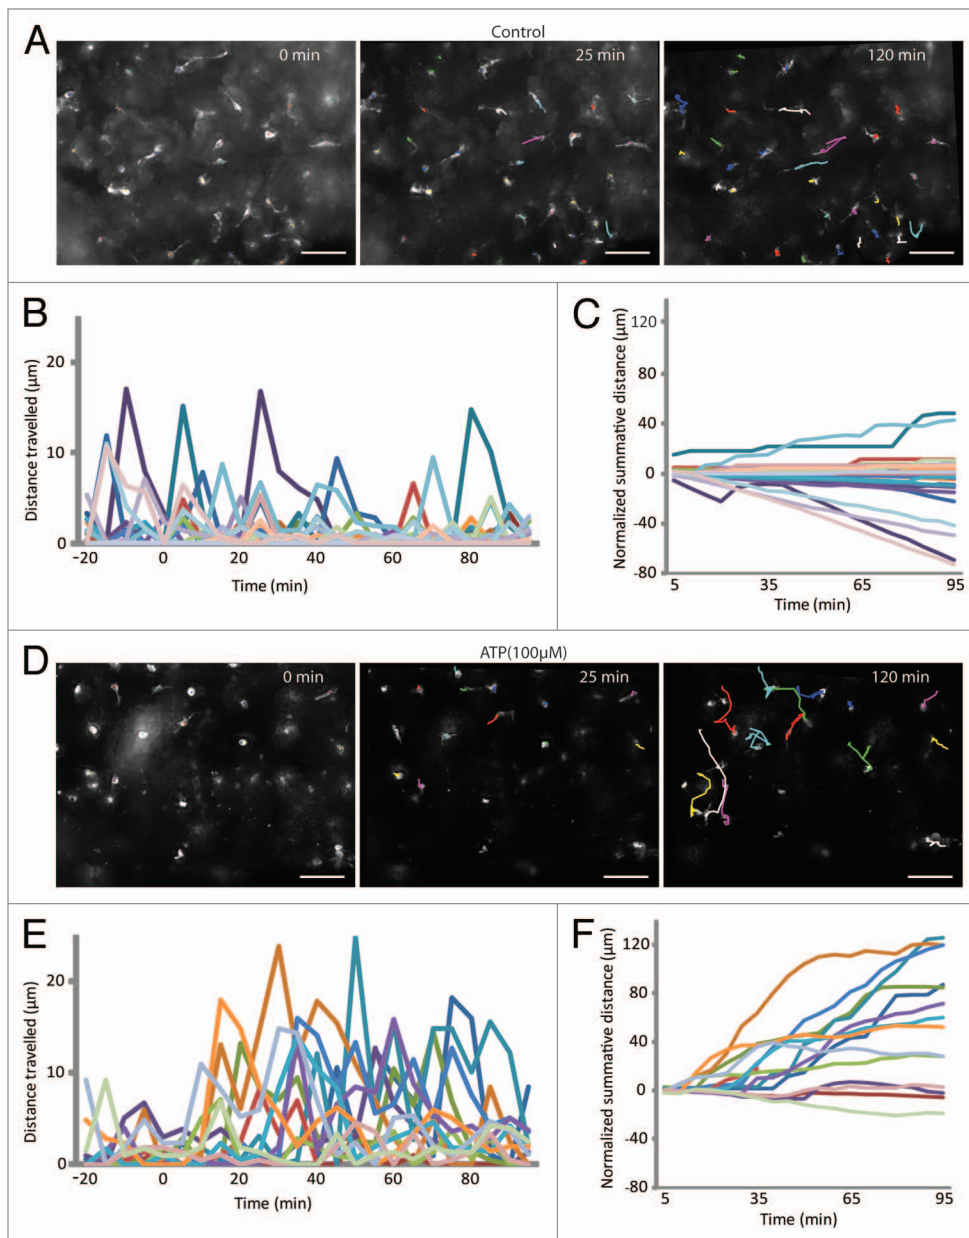 A
Control
0 min
25 min
120 min
B
Distance travelled (µm)
20
10
0
-20
0
20
40
60
80
Time (min)
C
Normalized summative distance (µm)
120
80
40
0
-40
-80
5
35
65
95
Time (min)
D
ATP(100µM)
0 min
25 min
120 min
E
Distance travelled (µm)
20
10
0
-20
0
20
40
60
80
Time (min)
F
Normalized summative distance (µm)
120
80
40
0
-40
-80
5
35
65
95
Time (min)